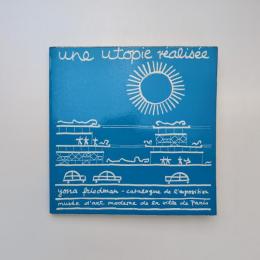 une utopie réalisée
yona friedman - catalogue de l'exposition
musée d'art moderne de la ville de Paris